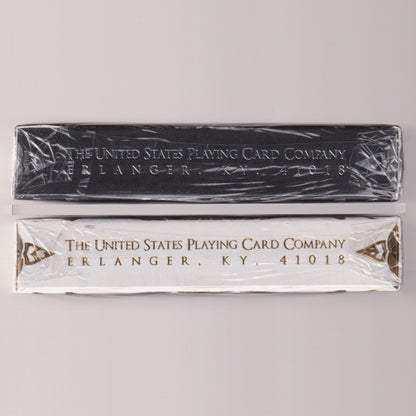 The United States Playing Card Company
Erlanger, KY. 41018
The United States Playing Card Company
Erlanger, KY. 41018